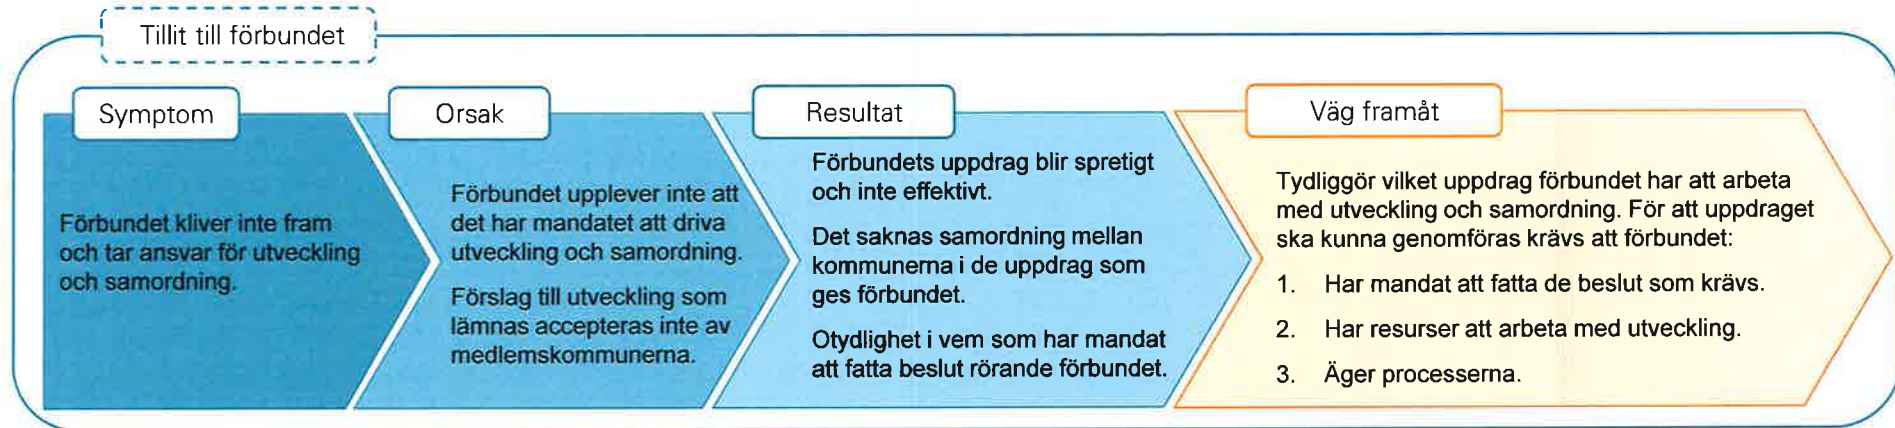 Tillit till förbundet
Symptom
Förbundet kliver inte fram
och tar ansvar för utveckling
och samordning.
Orsak
Förbundet upplever inte att
det har mandatet att driva
utveckling och samordning.
Förslag till utveckling som
lämnas accepteras inte av
medlemskommunerna.
Resultat
Förbundets uppdrag blir spretigt
och inte effektivt.
Det saknas samordning mellan
kommunerna i de uppdrag som
ges förbundet.
Otydlighet i vem som har mandat
att fatta beslut rörande förbundet.
Väg framåt
Tydliggör vilket uppdrag förbundet har att arbeta
med utveckling och samordning. För att uppdraget
ska kunna genomföras krävs att förbundet:
1. Har mandat att fatta de beslut som krävs.
2. Har resurser att arbeta med utveckling.
3. Äger processerna.